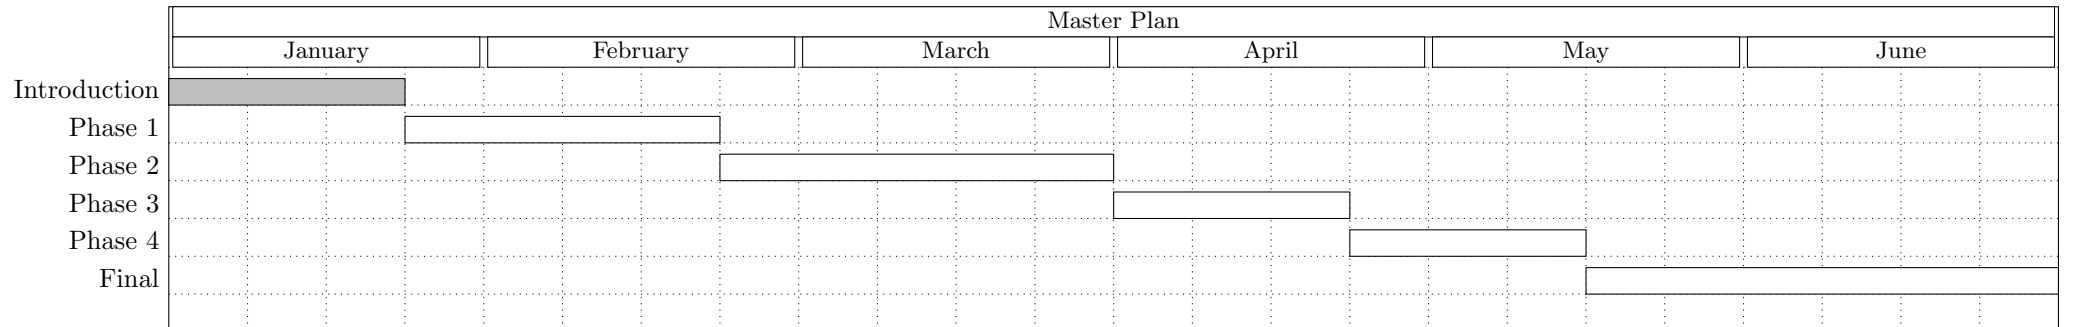 Master Plan
January February March April May June
Introduction
Phase 1
Phase 2
Phase 3
Phase 4
Final